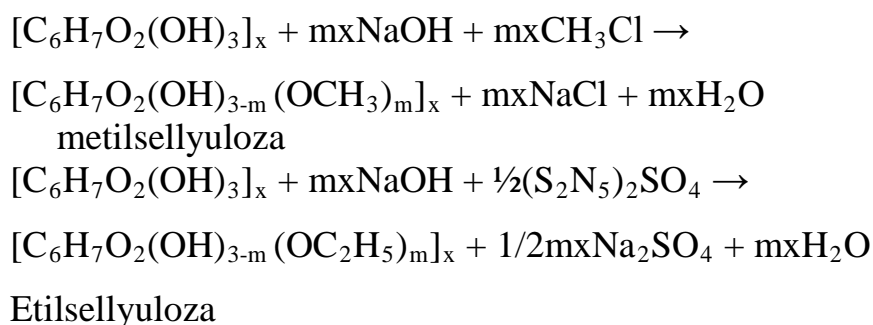 [C₆H₇O₂(OH)₃]ₓ + mxNaOH + mxCH₃Cl →
[C₆H₇O₂(OH)₃₋ₘ (OCH₃)ₘ]ₓ + mxNaCl + mxH₂O
metilsellyuloza
[C₆H₇O₂(OH)₃]ₓ + mxNaOH + ½(S₂N₅)₂SO₄ →
[C₆H₇O₂(OH)₃₋ₘ (OC₂H₅)ₘ]ₓ + 1/2mxNa₂SO₄ + mxH₂O
Etilsellyuloza